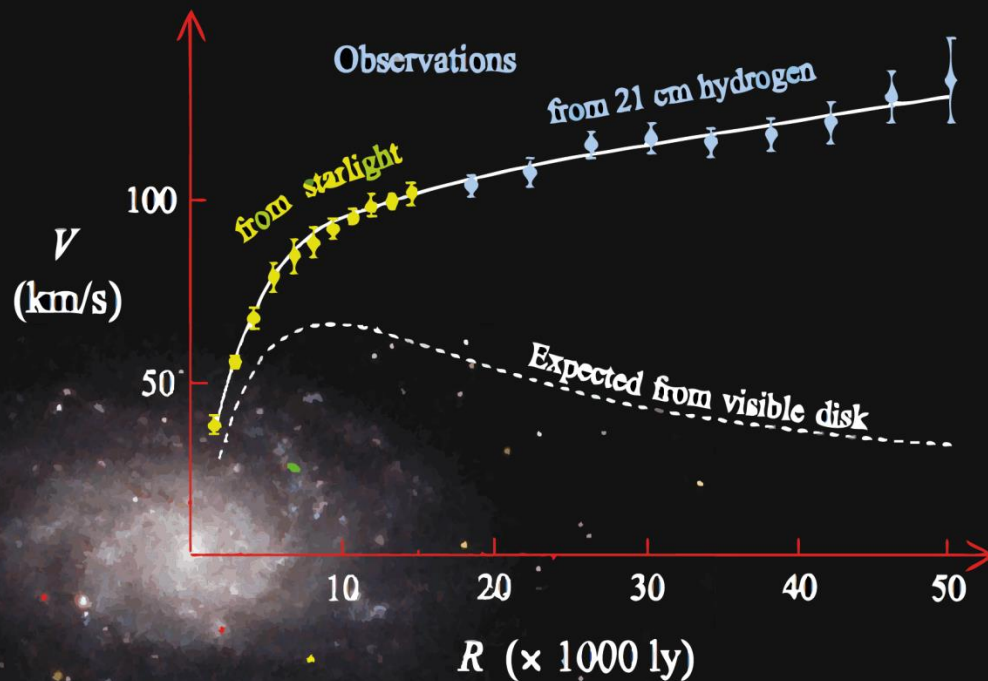 Observations
from 21 cm hydrogen
from starlight
100
V
(km/s)
50
Expected from visible disk
10
20
30
40
50
R (× 1000 ly)